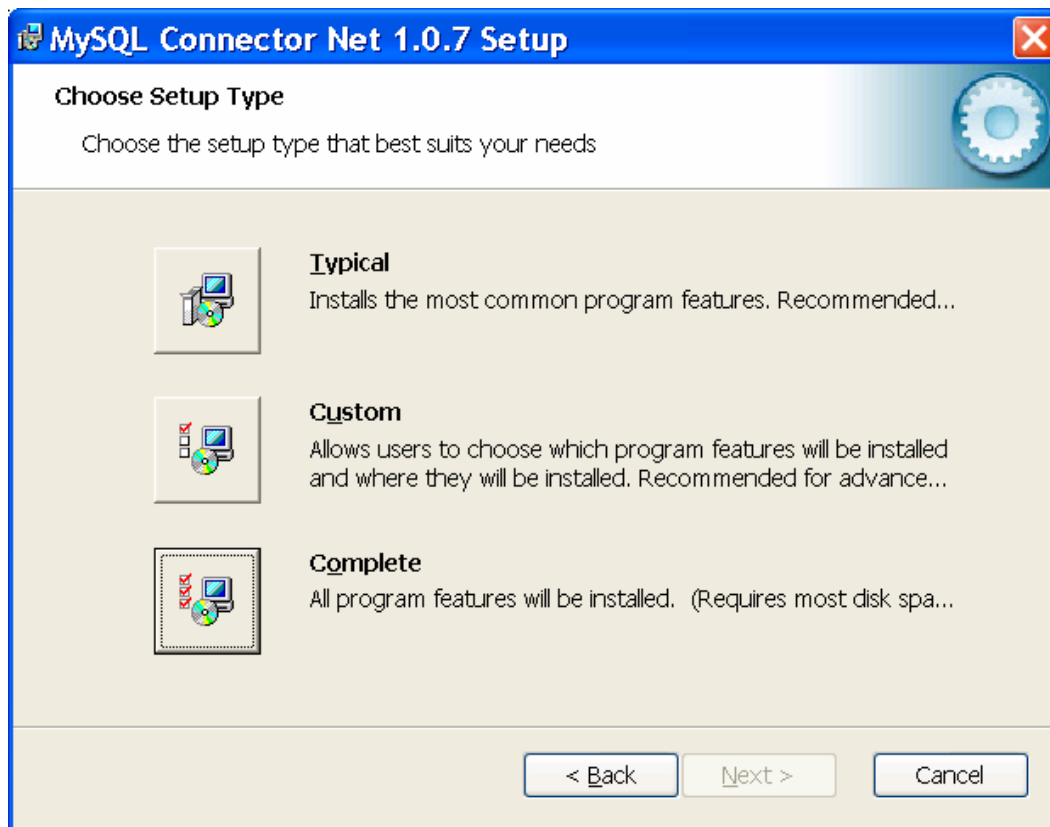 MySQL Connector Net 1.0.7 Setup
Choose Setup Type
Choose the setup type that best suits your needs
Typical
Installs the most common program features. Recommended...
Custom
Allows users to choose which program features will be installed
and where they will be installed. Recommended for advance...
Complete
All program features will be installed.  (Requires most disk spa...
< Back
Next >
Cancel